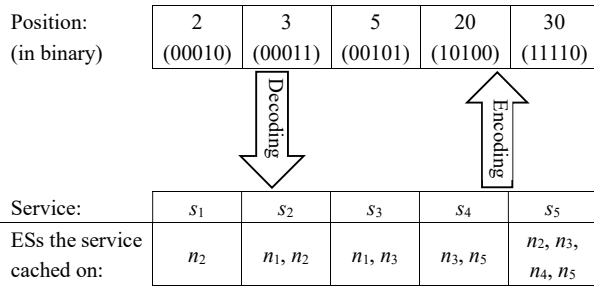 Position: 2 3 5 20 30
(in binary) (00010) (00011) (00101) (10100) (11110)
Decoding
Encoding
Service: s1 s2 s3 s4 s5
ESs the service
cached on:
n2 n1, n2 n1, n3 n3, n5
n2, n3,
n4, n5